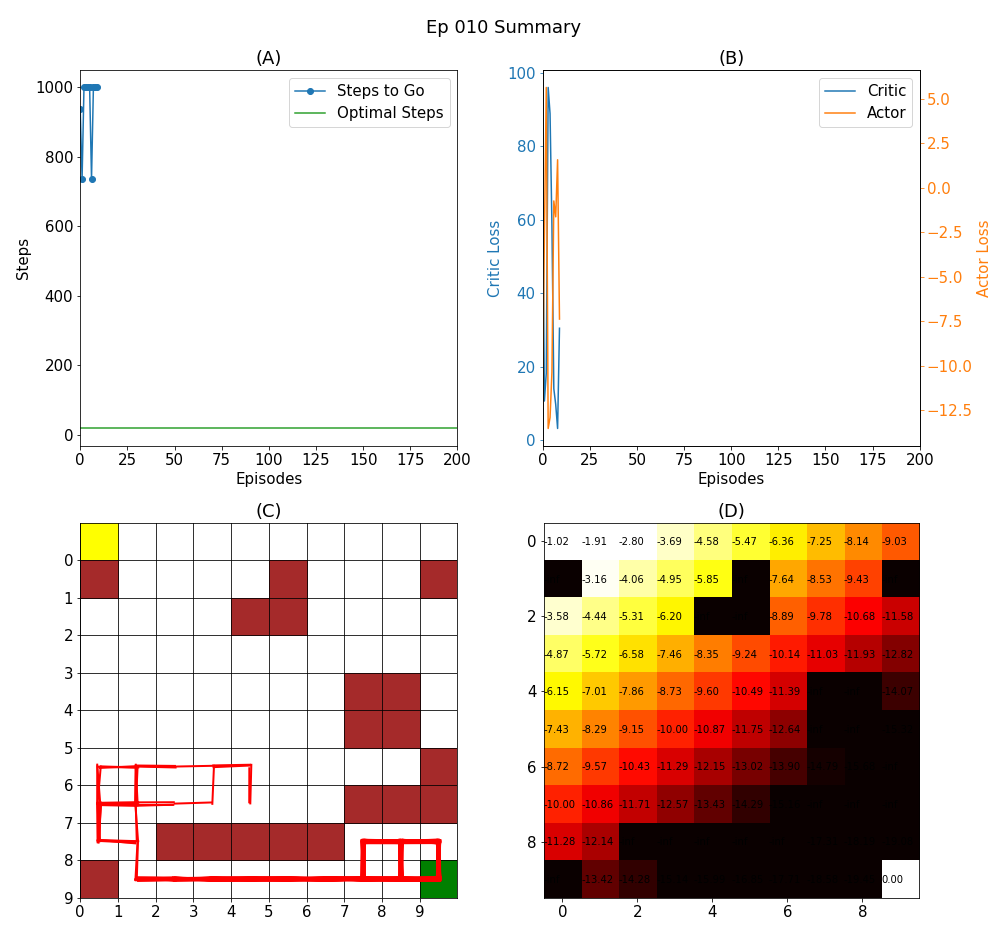 Ep 010 Summary
(A)
1000
800
600
400
200
0
Steps
0 25 50 75 100 125 150 175 200
Episodes
Steps to Go
Optimal Steps
(B)
100
80
60
40
20
0
Critic Loss
0 25 50 75 100 125 150 175 200
Episodes
Critic
Actor
5.0
2.5
0.0
−2.5
−5.0
−7.5
−10.0
−12.5
Actor Loss
(C)
0
1
2
3
4
5
6
7
8
9
0 1 2 3 4 5 6 7 8 9
(D)
0 -1.02 -1.91 -2.80 -3.69 -4.58 -5.47 -6.36 -7.25 -8.14 -9.03
-3.16 -4.06 -4.95 -5.85 -7.64 -8.53 -9.43
2 -3.58 -4.44 -5.31 -6.20 -8.89 -9.78 -10.68 -11.58
-4.87 -5.72 -6.58 -7.46 -8.35 -9.24 -10.14 -11.03 -11.93 -12.82
4 -6.15 -7.01 -7.86 -8.73 -9.60 -10.49 -11.39
-7.43 -8.29 -9.15 -10.00 -10.87 -11.75 -12.64
6 -8.72 -9.57 -10.43 -11.29 -12.15 -13.02 -13.90
-10.00 -10.86 -11.71 -12.57 -13.43 -14.29
8 -11.28 -12.14
-13.42 -14.28 0.00
0 2 4 6 8